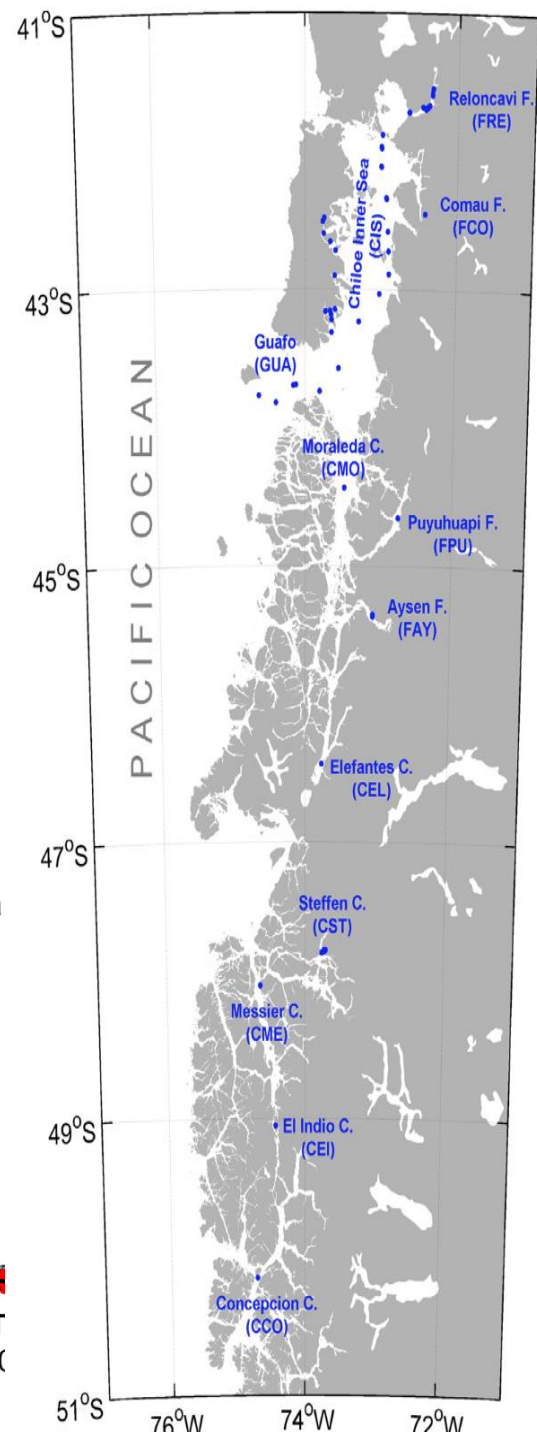 41°S
Reloncavi F.
(FRE)
Comau F.
(FCO)
Chiloe Inner Sea
(CIS)
43°S
Guafo
(GUA)
PACIFIC OCEAN
Moraleda C.
(CMO)
Puyuhuapi F.
(FPU)
45°S
Aysen F.
(FAY)
Elefantes C.
(CEL)
47°S
Steffen C.
(CST)
Messier C.
(CME)
49°S
El Indio C.
(CEI)
Concepcion C.
(CCO)
51°S
76°W 74°W 72°W